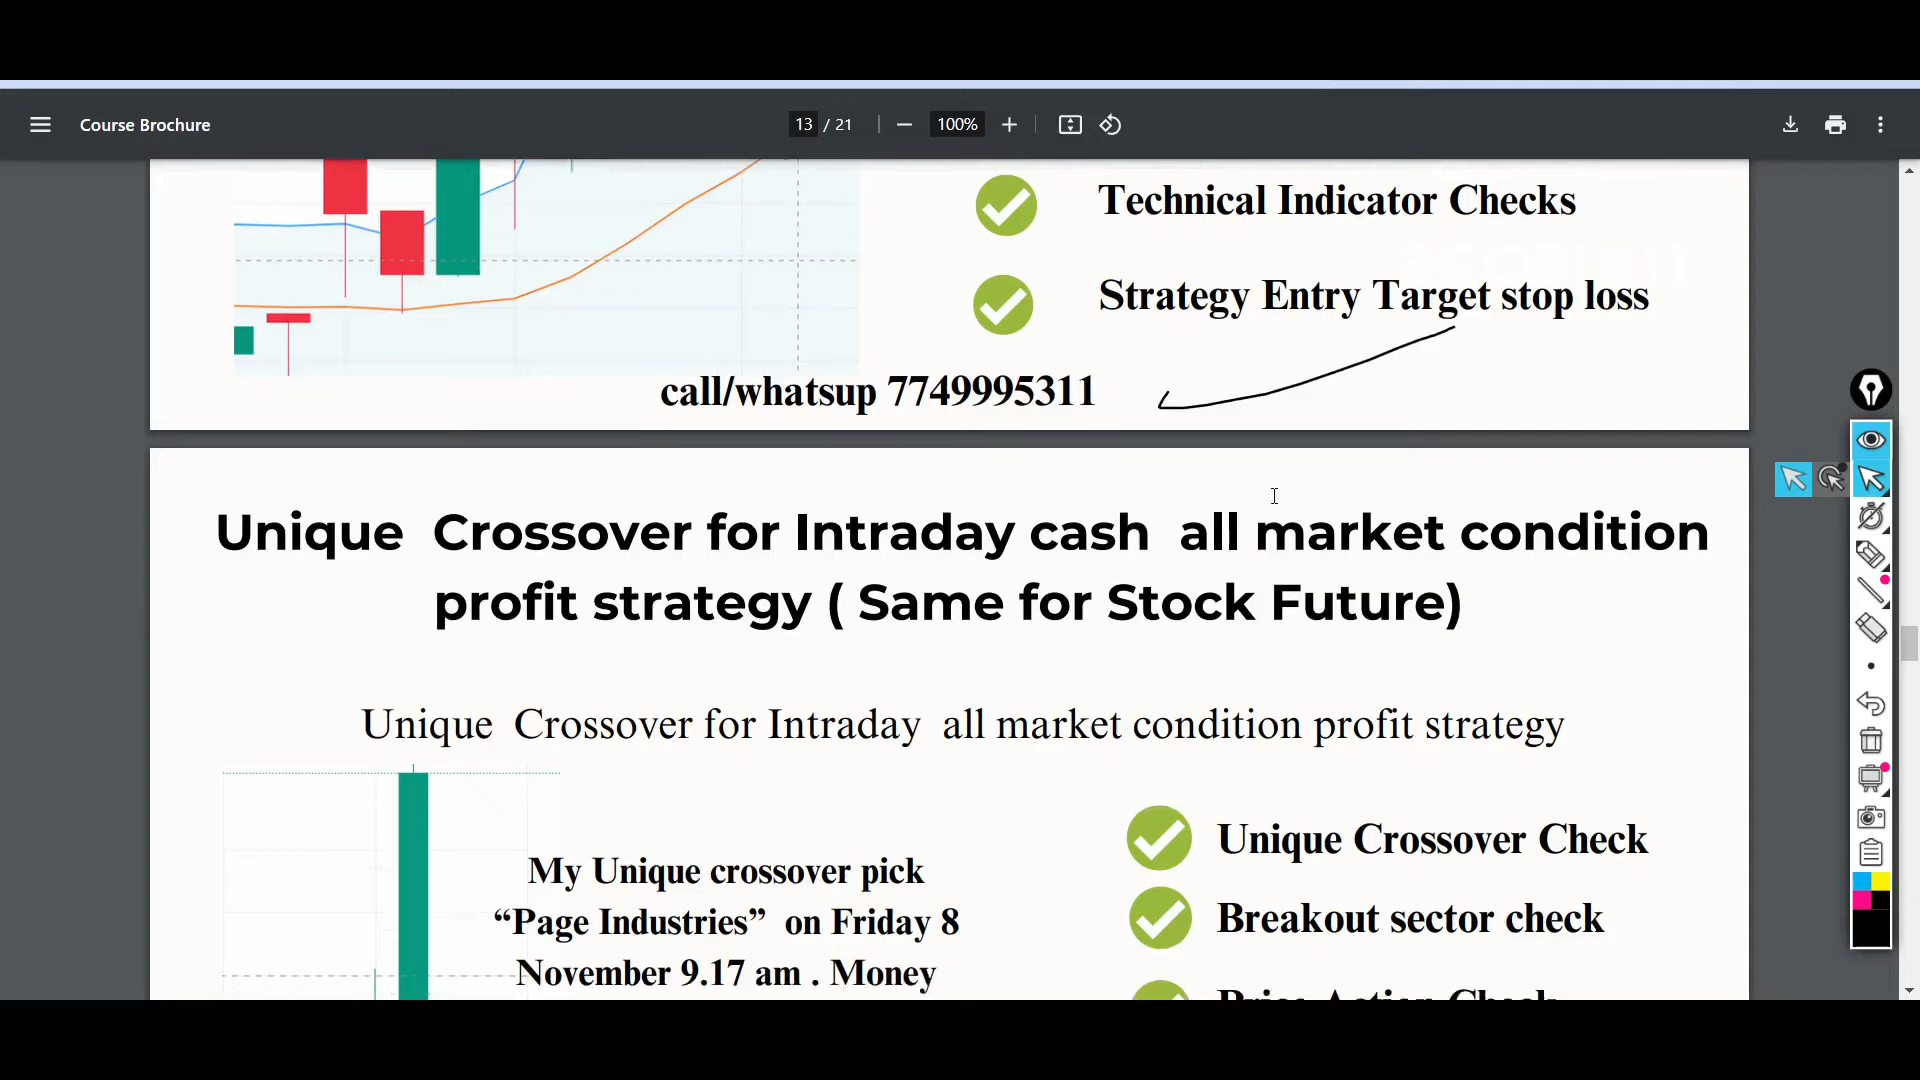 Course Brochure
13 / 21
100%
Technical Indicator Checks
Strategy Entry Target stop loss
call/whatsup 7749995311
Unique Crossover for Intraday cash all market condition
profit strategy ( Same for Stock Future)
Unique Crossover for Intraday all market condition profit strategy
Unique Crossover Check
My Unique crossover pick
“Page Industries” on Friday 8
Breakout sector check
November 9.17 am . Money
Price Action Check